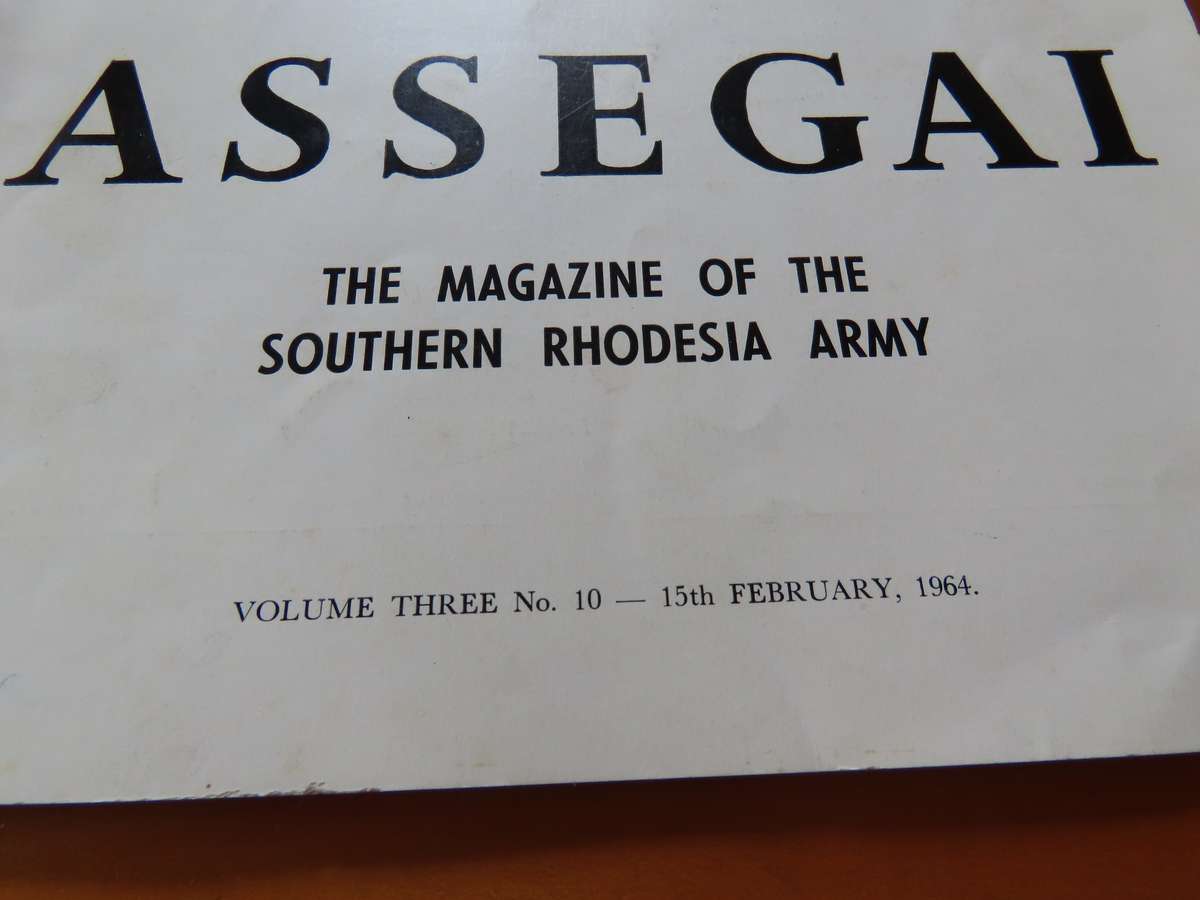 ASSEGAI
THE MAGAZINE OF THE
SOUTHERN RHODESIA ARMY
VOLUME THREE No. 10 — 15th FEBRUARY, 1964.